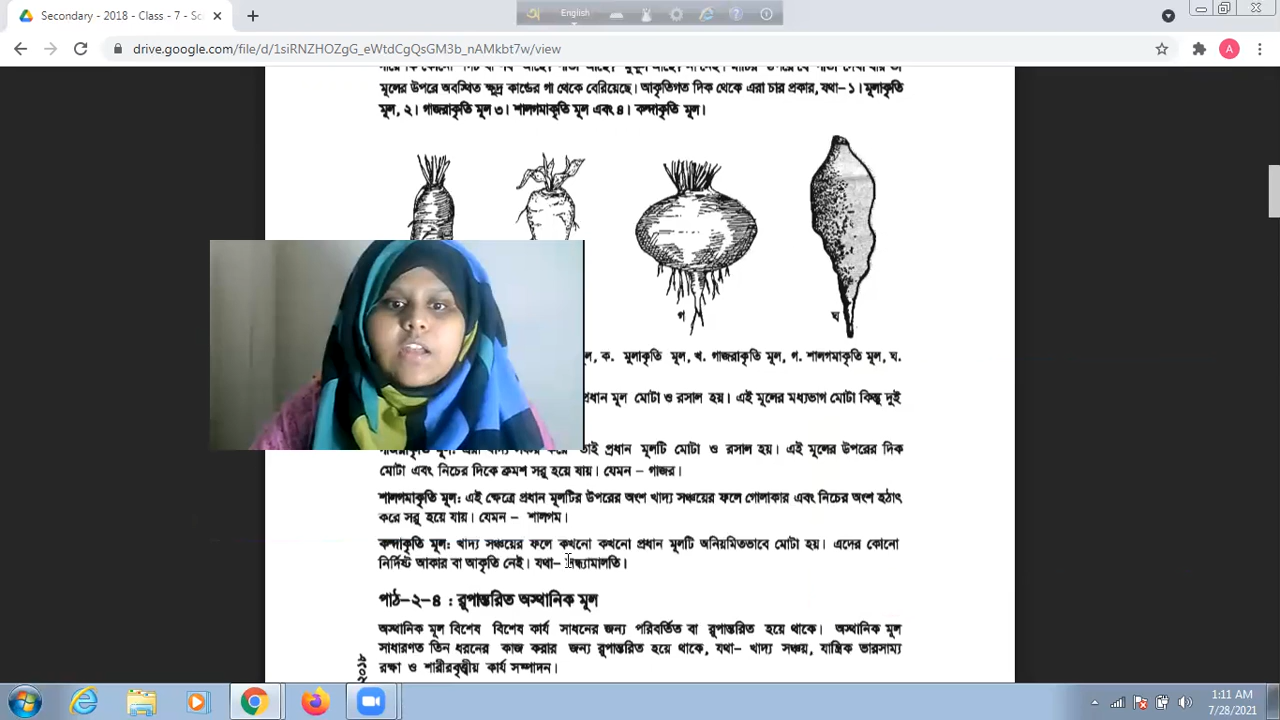 Secondary - 2018 - Class - 7 - Sc
English
drive.google.com/file/d/1siRNZHOZgG_eWtdCgQsGM3b_nAMkbt7w/view
A
মূলের উপরে অবস্থিত ক্ষুদ্র কান্ডের গা থেকে বেরিয়েছে। আকৃতিগত দিক থেকে এরা চার প্রকার, যথা- ১। মূলাকৃতি
মূল, ২। গাজরাকৃতি মূল ৩। শালগমাকৃতি মূল এবং ৪। কন্দাকৃতি মূল।
গ
ঘ
ক. মুলাকৃতি মূল, খ. গাজরাকৃতি মূল, গ. শালগমাকৃতি মূল, ঘ.
প্রধান মূল মোটা ও রসাল হয়। এই মূলের মধ্যভাগ মোটা কিন্তু দুই
তাই প্রধান মূলটি মোটা ও রসাল হয়। এই মূলের উপরের দিক
মোটা এবং নিচের দিকে ক্রমশ সরু হয়ে যায়। যেমন – গাজর।
শালগমাকৃতি মূল: এই ক্ষেত্রে প্রধান মূলটির উপরের অংশ খাদ্য সঞ্চয়ের ফলে গোলাকার এবং নিচের অংশ হঠাৎ
করে সরু হয়ে যায়। যেমন – শালগম।
কন্দাকৃতি মূল: খাদ্য সঞ্চয়ের ফলে কখনো কখনো প্রধান মূলটি অনিয়মিতভাবে মোটা হয়। এদের কোনো
নির্দিষ্ট আকার বা আকৃতি নেই। যথা– সন্ধ্যামালতি।
পাঠ-২-৪ : রূপান্তরিত অস্থানিক মূল
অস্থানিক মূল বিশেষ বিশেষ কার্য সাধনের জন্য পরিবর্তিত বা রূপান্তরিত হয়ে থাকে। অস্থানিক মূল
সাধারণত তিন ধরনের কাজ করার জন্য রূপান্তরিত হয়ে থাকে, যথা– খাদ্য সঞ্চয়, যান্ত্রিক ভারসাম্য
রক্ষা ও শারীরবৃত্তীয় কার্য সম্পাদন।
২০১৮
1:11 AM
7/28/2021